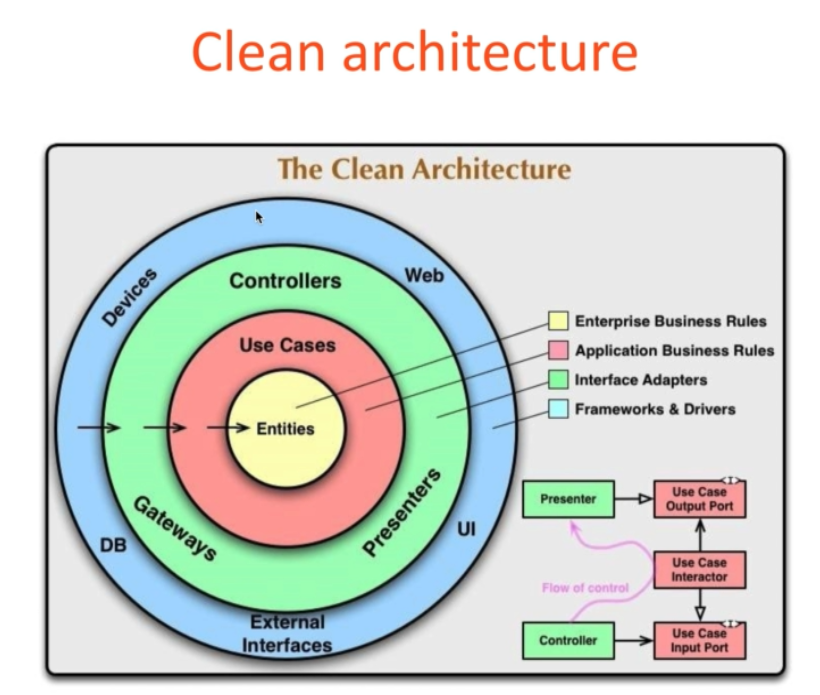 Clean architecture
The Clean Architecture
Devices
Controllers
Web
Use Cases
Entities
Gateways
Presenters
DB
UI
External
Interfaces
Enterprise Business Rules
Application Business Rules
Interface Adapters
Frameworks & Drivers
Presenter
Use Case
Output Port
Use Case
Interactor
Flow of control
Controller
Use Case
Input Port